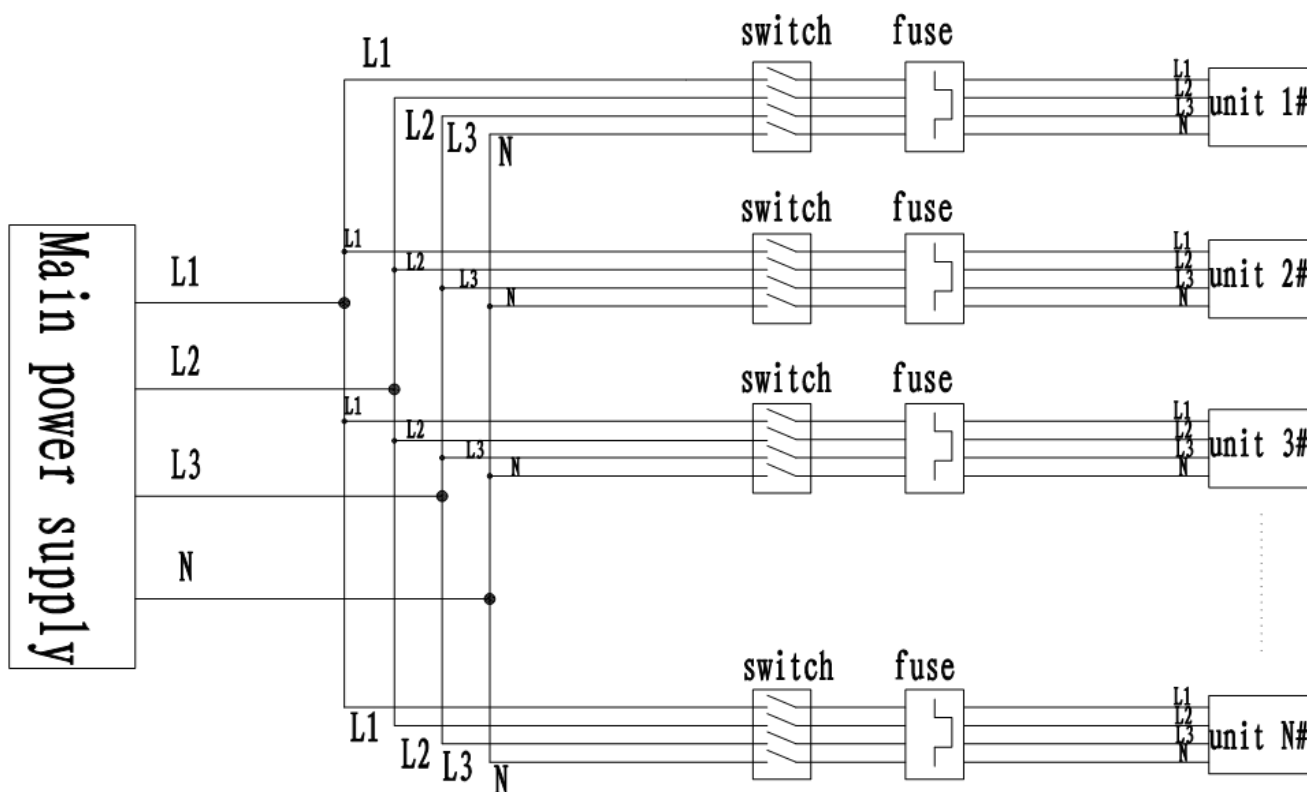 switch fuse
L1
L1
L2
L3
N
unit 1#
L2
L3
N
switch fuse
L1
L2
L3
N
L1
L2
L3
N
unit 2#
Main power supply
L1
L2
L3
N
switch fuse
L1
L2
L3
N
L1
L2
L3
N
unit 3#
switch fuse
L1
L2
L3
N
L1
L2
L3
N
unit N#